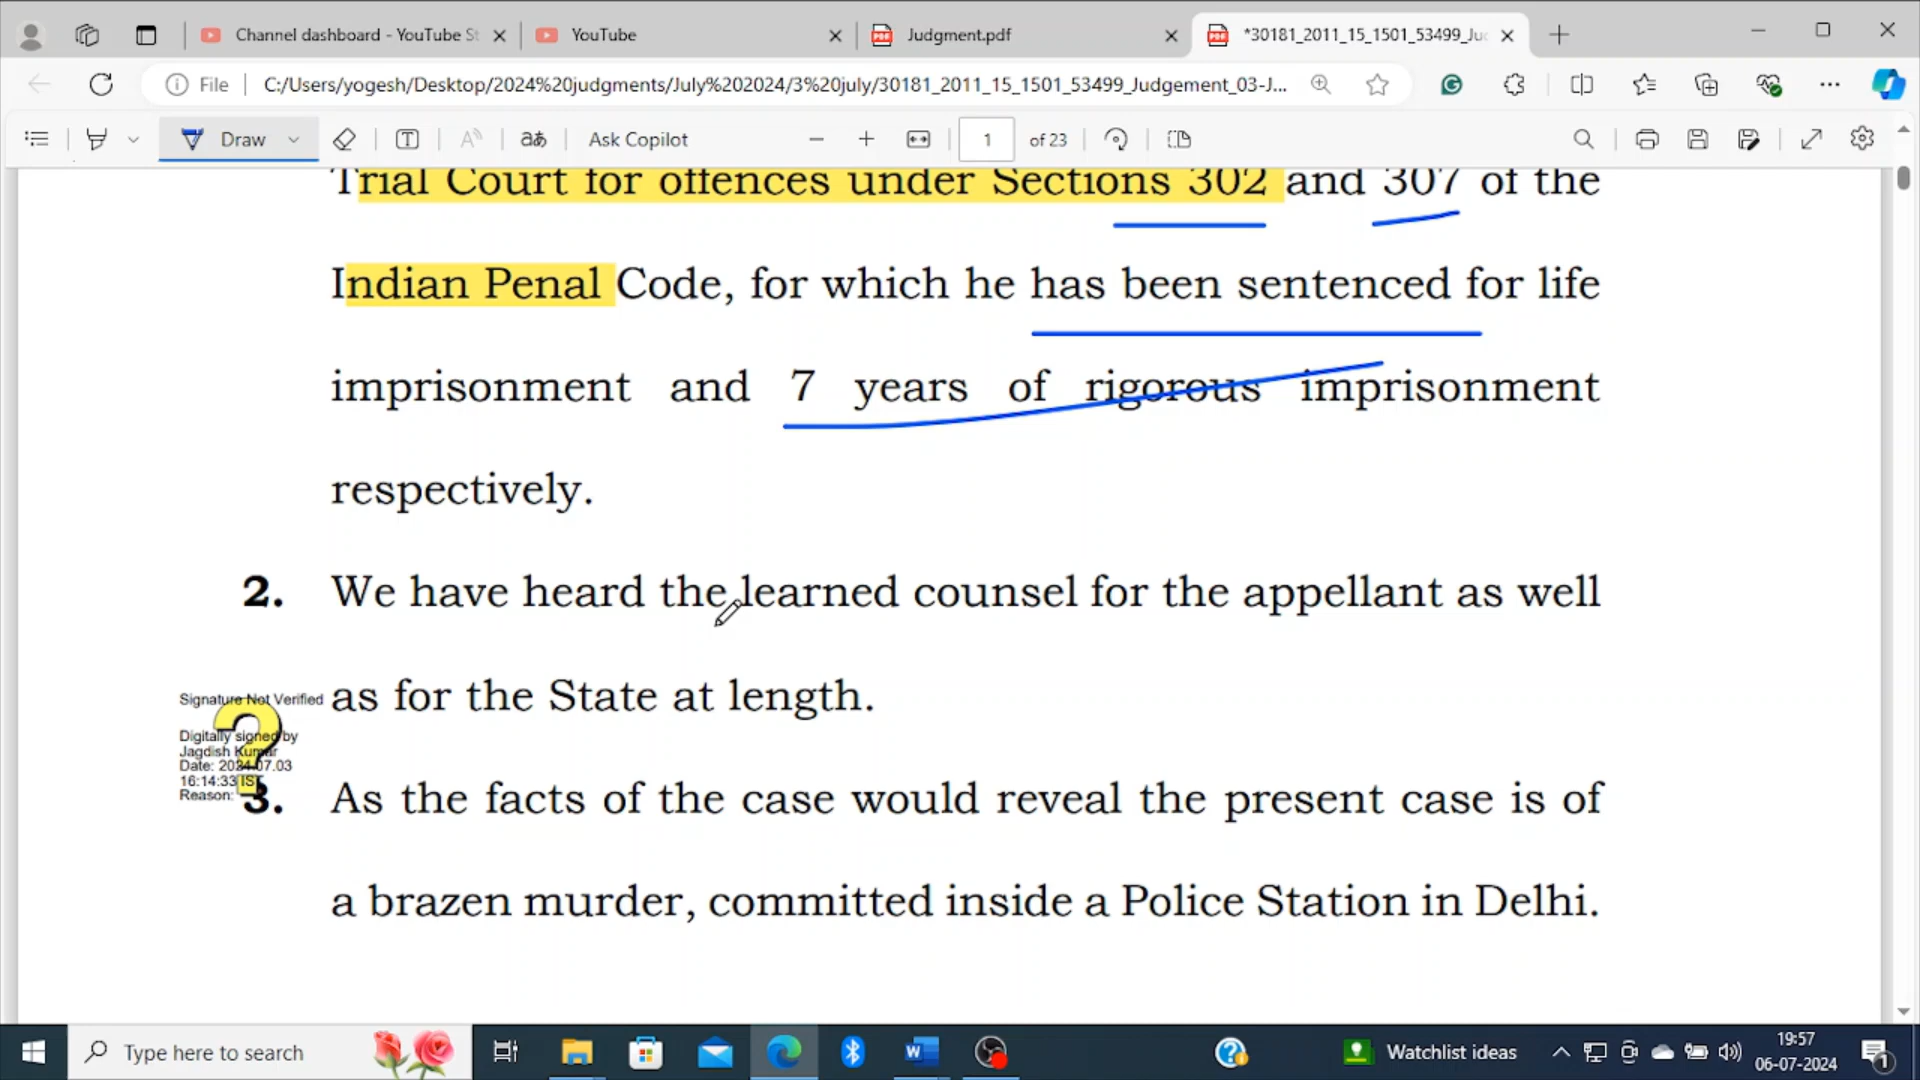 Channel dashboard - YouTube St
YouTube
Judgment.pdf
*30181_2011_15_1501_53499_Ju
File
C:/Users/yogesh/Desktop/2024%20judgments/July%202024/3%20july/30181_2011_15_1501_53499_Judgement_03-J...
Draw
Ask Copilot
1 of 23
Trial Court for offences under Sections 302 and 307 of the
Indian Penal Code, for which he has been sentenced for life
imprisonment and 7 years of rigorous imprisonment
respectively.
2. We have heard the learned counsel for the appellant as well
as for the State at length.
Signature Not Verified
Digitally signed by
Jagdish Kumar
Date: 2024.07.03
16:14:33 IST
Reason:
3. As the facts of the case would reveal the present case is of
a brazen murder, committed inside a Police Station in Delhi.
Type here to search
Watchlist ideas
19:57
06-07-2024
1